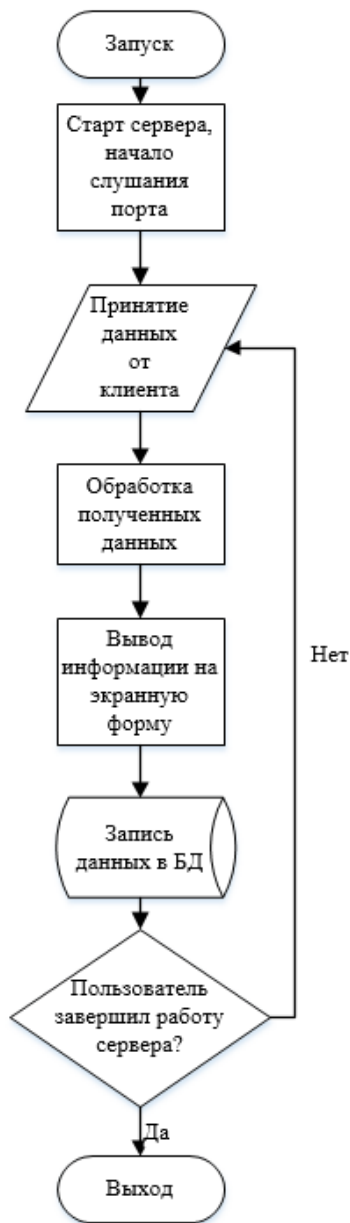 Запуск
Старт сервера,
начало
слушания
порта
Принятие
данных
от
клиента
Обработка
полученных
данных
Вывод
информации на
экранную
форму
Нет
Запись
данных в БД
Пользователь
завершил работу
сервера?
Да
Выход